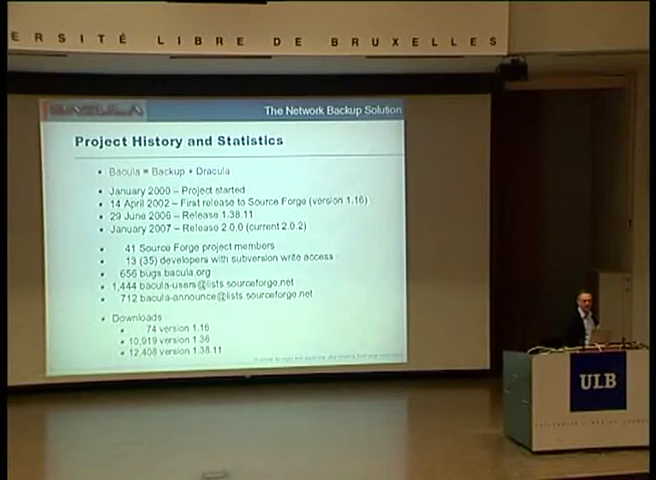 ERSITÉ LIBRE DE BRUXELLES
BACULA The Network Backup Solution
Project History and Statistics
Bacula = Backup + Dracula
January 2000 – Project started
14 April 2002 – First release to Source Forge (version 1.16)
29 June 2006 – Release 1.38.11
January 2007 – Release 2.0.0 (current 2.0.2)
41 Source Forge project members
13 (35) developers with subversion write access
656 bugs.bacula.org
1,444 bacula-users@lists.sourceforge.net
712 bacula-announce@lists.sourceforge.net
Downloads
74 version 1.16
10,919 version 1.36
12,408 version 1.38.11
ULB